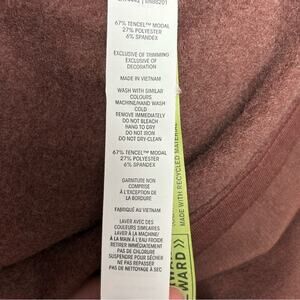 67% TENCEL™ MODAL
27% POLYESTER
6% SPANDEX
EXCLUSIVE OF TRIMMING
EXCLUSIVE OF
DECORATION
MADE IN VIETNAM
WASH WITH SIMILAR
COLOURS
MACHINE/HAND WASH
COLD
REMOVE IMMEDIATELY
DO NOT BLEACH
HANG TO DRY
DO NOT IRON
DO NOT DRY-CLEAN
67% TENCEL™ MODAL
27% POLYESTER
6% SPANDEX
GARNITURE NON
COMPRISE
À L'EXCEPTION DE
LA BORDURE
FABRIQUÉ AU VIETNAM
LAVER AVEC DES
COULEURS SIMILAIRES
LAVER À LA MACHINE/
A LA MAIN À L'EAU FROIDE
RETIRER IMMÉDIATEMENT
PAS DE CHLORURE
SUSPENDRE POUR SÉCHER
NE PAS REPASSER
PAS DE NETTOYAGE À SEC
MADE WITH RECYCLED MATERIAL
WARD